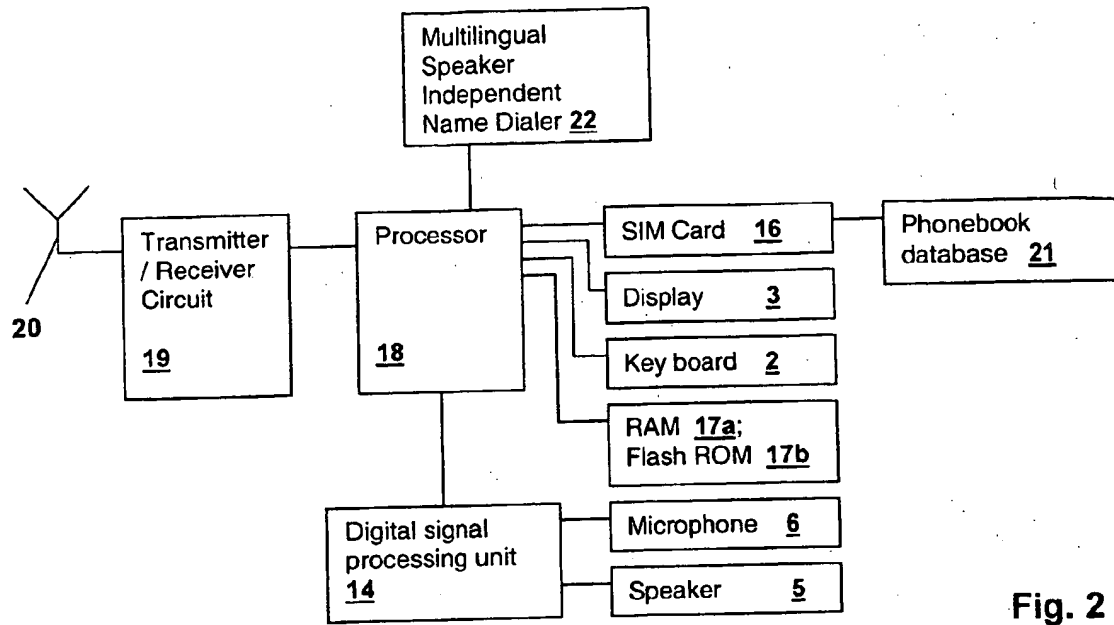 Multilingual
Speaker
Independent
Name Dialer 22
Transmitter
/ Receiver
Circuit
19
20
Processor
18
SIM Card 16
Phonebook
database 21
Display 3
Key board 2
RAM 17a;
Flash ROM 17b
Digital signal
processing unit
14
Microphone 6
Speaker 5
Fig. 2